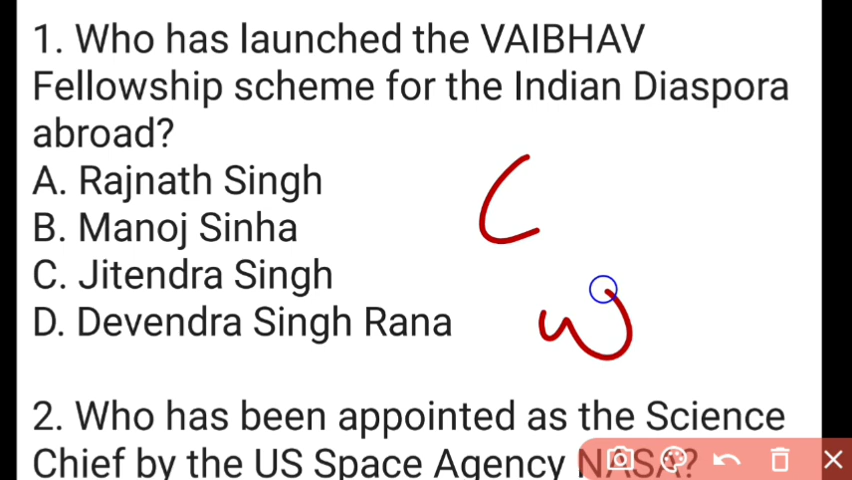 1. Who has launched the VAIBHAV
Fellowship scheme for the Indian Diaspora
abroad?
A. Rajnath Singh
B. Manoj Sinha
C. Jitendra Singh
D. Devendra Singh Rana
C
2. Who has been appointed as the Science
Chief by the US Space Agency NASA?